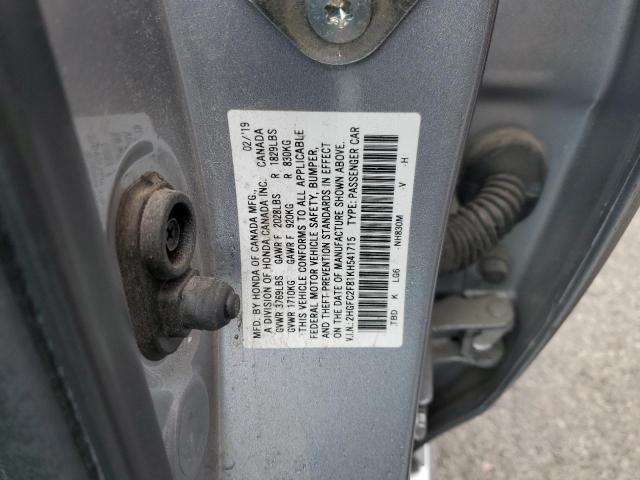 MFD. BY HONDA OF CANADA MFG., 02/'19
A DIVISION OF HONDA CANADA INC. CANADA
GVWR 3769LBS GAWR F 2028LBS R 1829LBS
GVWR 1710KG GAWR F 920KG R 830KG
THIS VEHICLE CONFORMS TO ALL APPLICABLE
FEDERAL MOTOR VEHICLE SAFETY, BUMPER,
AND THEFT-PREVENTION STANDARDS IN EFFECT
ON THE DATE OF MANUFACTURE SHOWN ABOVE.
V.I.N.:2HGFC2F81KH541715 TYPE: PASSENGER CAR
TBD K LG6 -NH830M -V -H